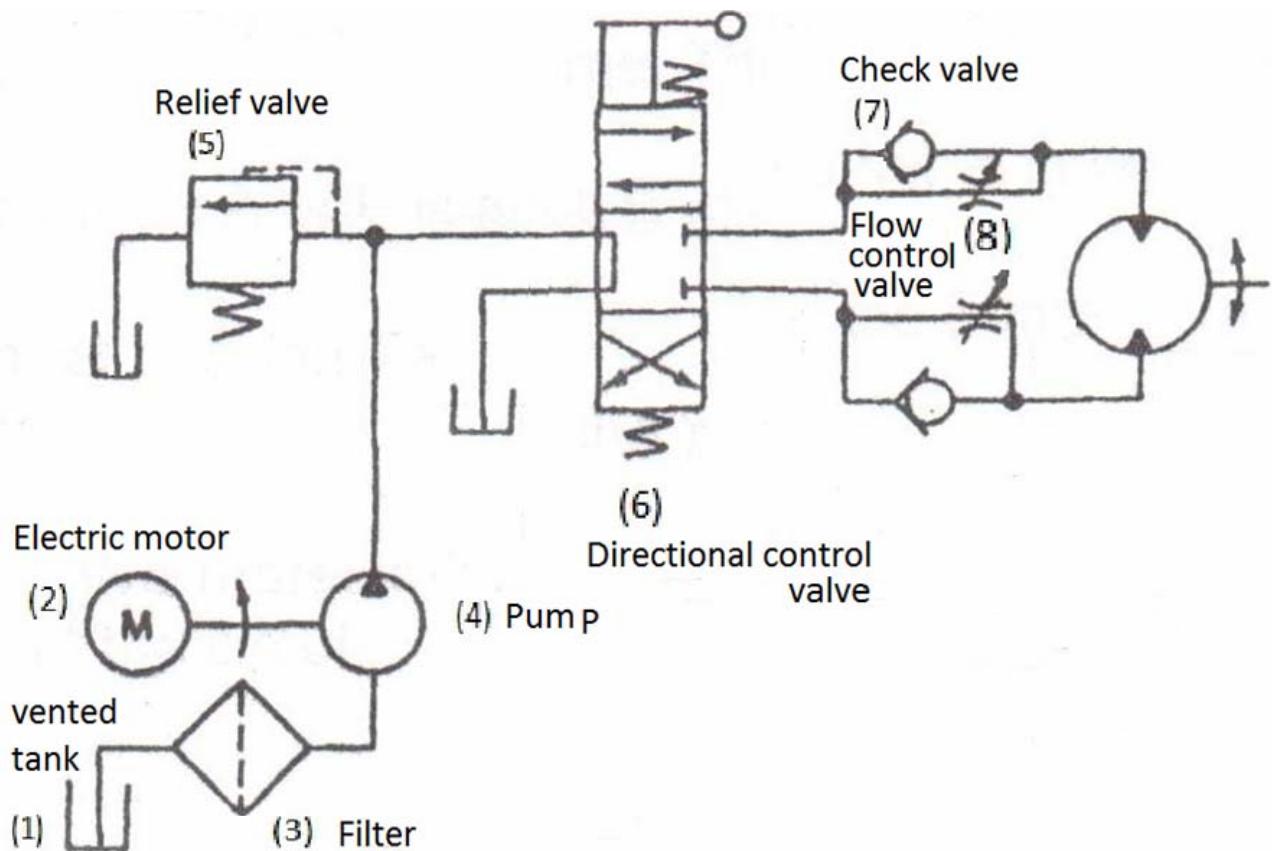 Relief valve
(5)
Check valve
(7)
Flow
control
valve
(8)
(6)
Directional control
valve
Electric motor
(2)
M
(4) Pump
vented
tank
(1)
(3) Filter